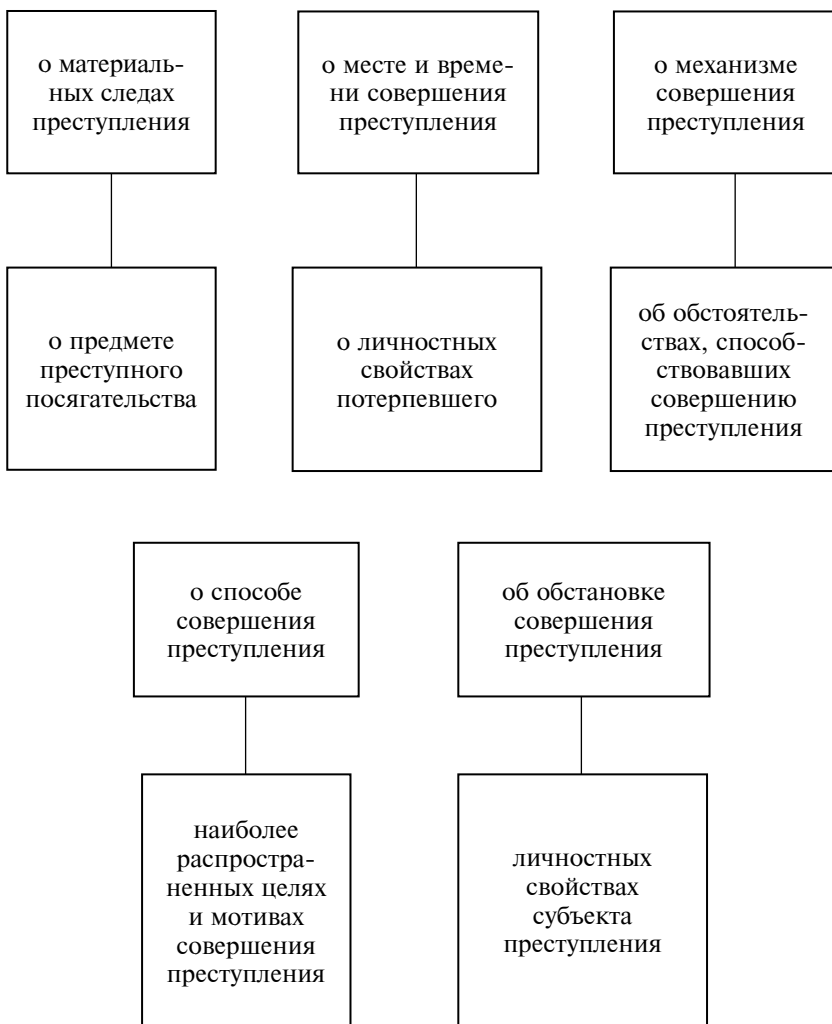 о материаль-
ных следах
преступления
о месте и време-
ни совершения
преступления
о механизме
совершения
преступления
о предмете
преступного
посягательства
о личностных
свойствах
потерпевшего
об обстоятель-
ствах, способ-
ствовавших
совершению
преступления
о способе
совершения
преступления
об обстановке
совершения
преступления
наиболее
распростра-
ненных целях
и мотивах
совершения
преступления
личностных
свойствах
субъекта
преступления